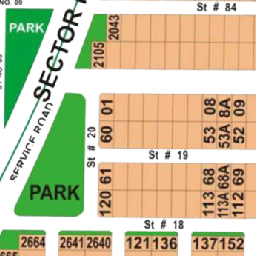 NO. 09
St # 84
PARK
SECTOR
2043
2105
SERVICE ROAD
St # 20
01
60
08
53
8A
53A
09
52
St # 19
PARK
61
120
68
113
68A
113A
69
112
St # 18
2664
2641
2640
121
136
137
152